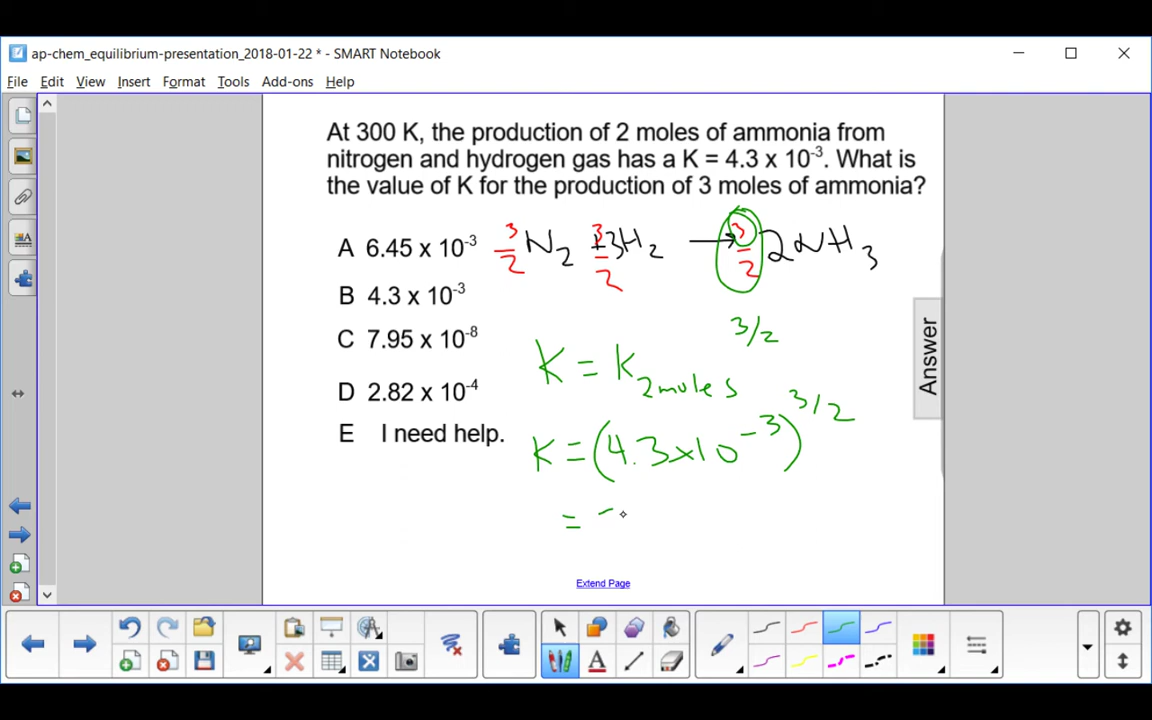 ap-chem_equilibrium-presentation_2018-01-22 * - SMART Notebook
File Edit View Insert Format Tools Add-ons Help
At 300 K, the production of 2 moles of ammonia from
nitrogen and hydrogen gas has a K = 4.3 x 10⁻³. What is
the value of K for the production of 3 moles of ammonia?
A 6.45 x 10⁻³
B 4.3 x 10⁻³
C 7.95 x 10⁻⁸
D 2.82 x 10⁻⁴
E I need help.
3/2 N₂ + 3/2 3H₂ → 3/2 2NH₃
K = K₂ moles ^3/2
K = (4.3x10⁻³)^3/2
=
Answer
Extend Page
A